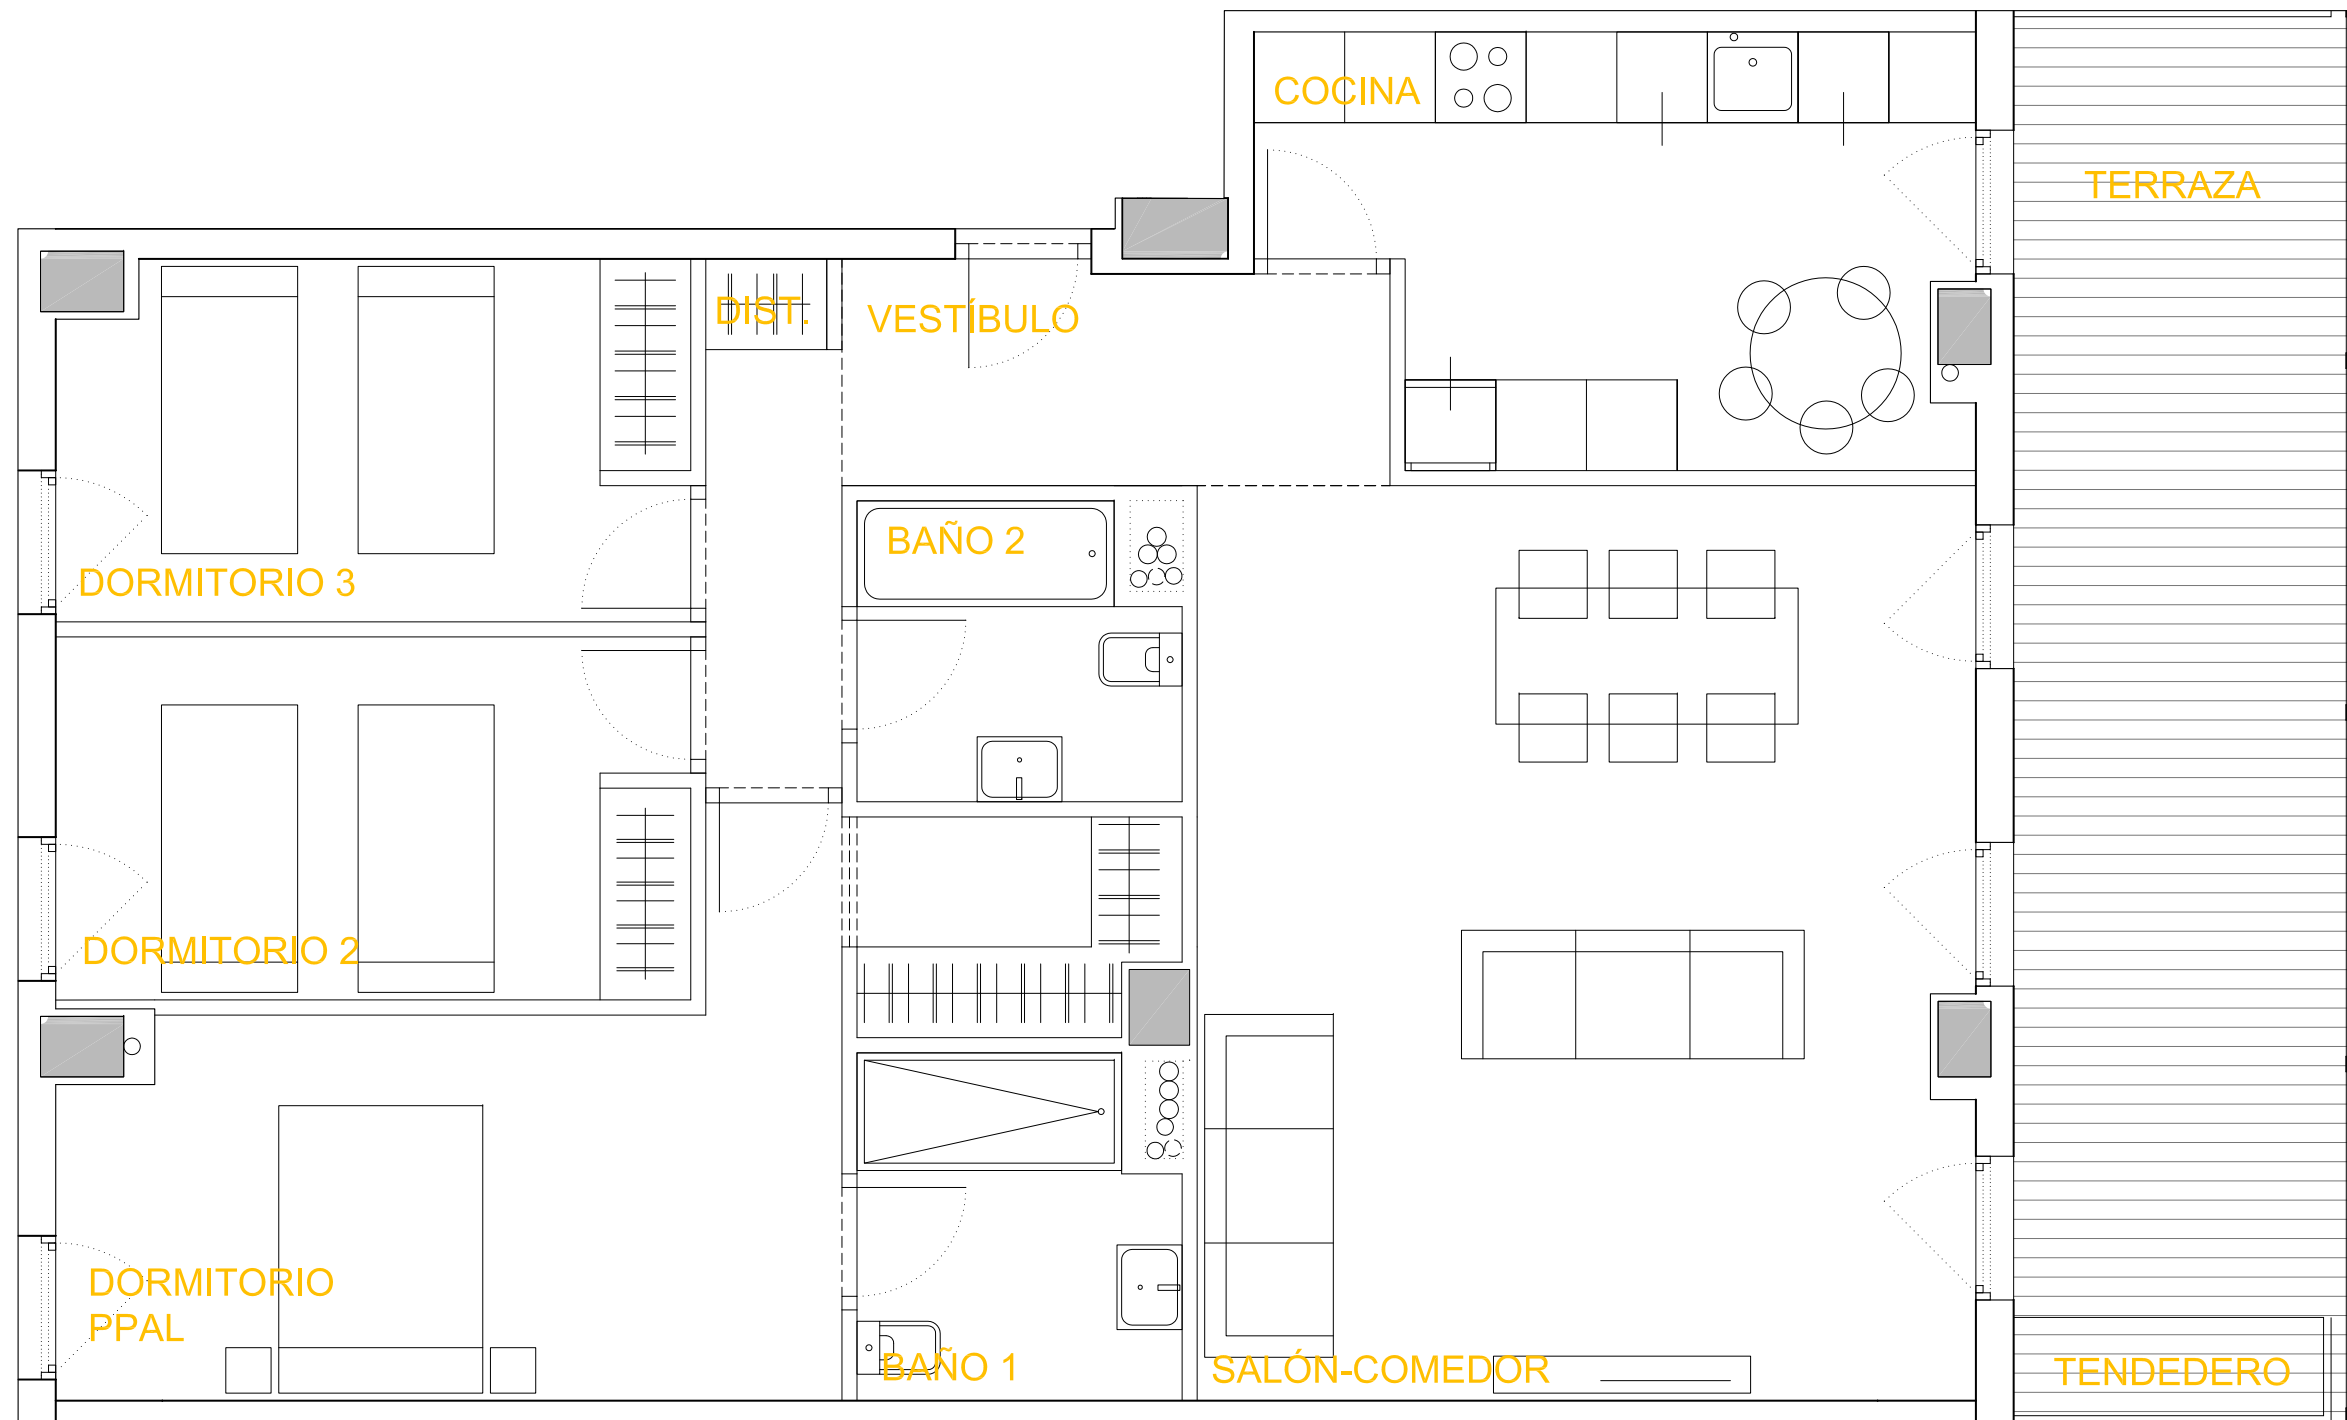 COCINA
TERRAZA
DIST.
VESTÍBULO
BAÑO 2
DORMITORIO 3
DORMITORIO 2
DORMITORIO
PPAL
BAÑO 1
SALÓN-COMEDOR
TENDEDERO